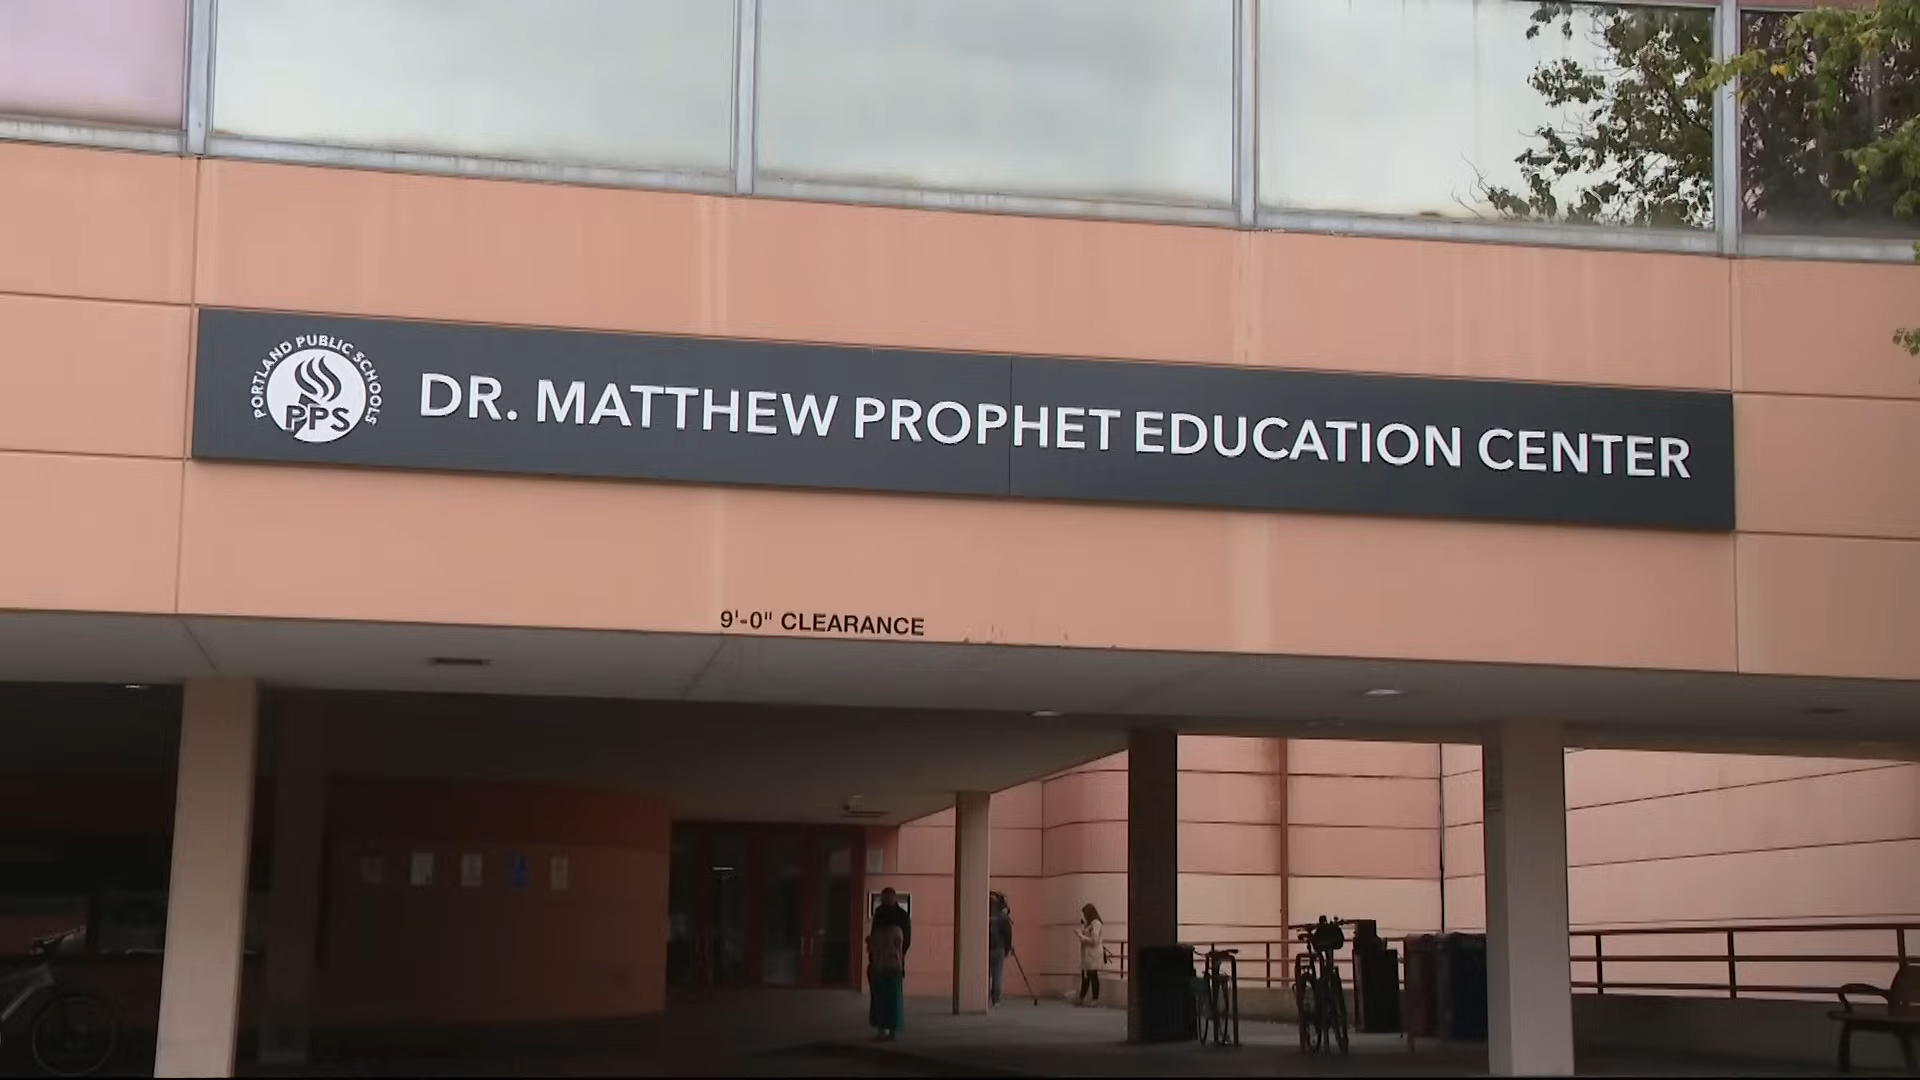 PORTLAND PUBLIC SCHOOLS
PPS
DR. MATTHEW PROPHET EDUCATION CENTER
9'-0" CLEARANCE